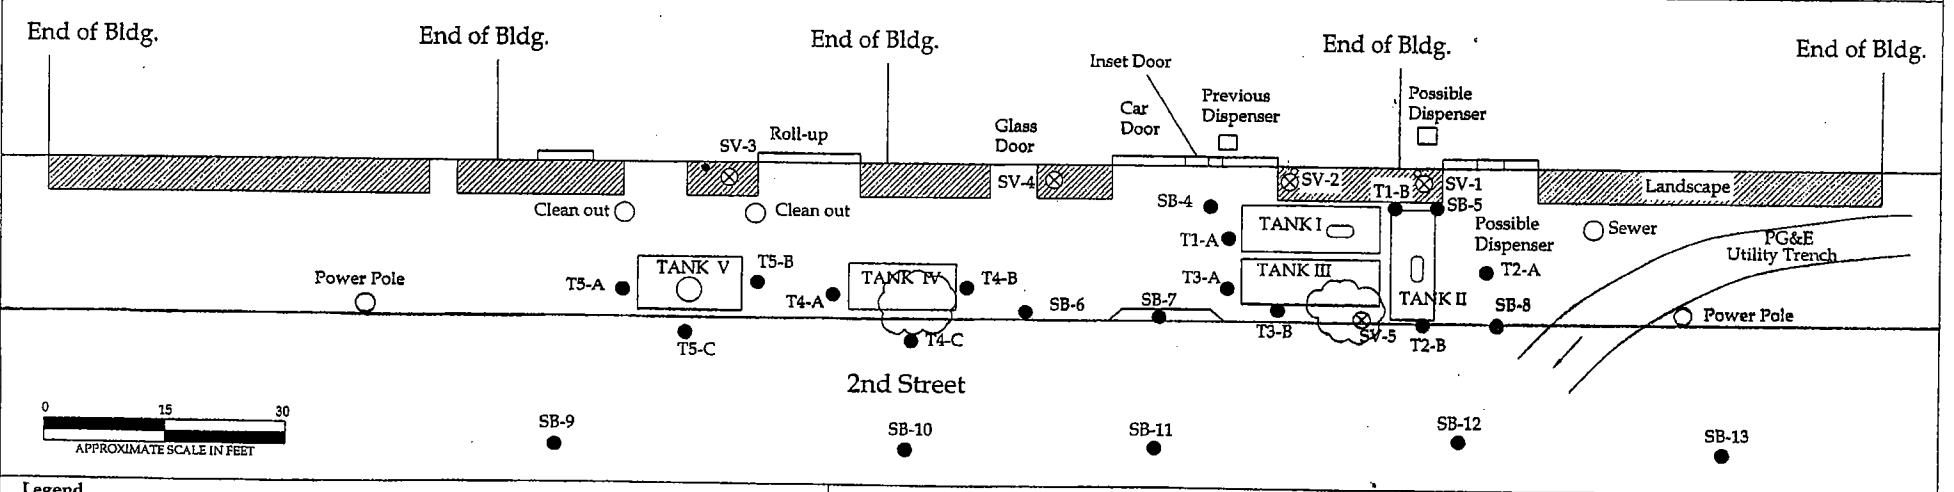 End of Bldg.
End of Bldg.
End of Bldg.
End of Bldg.
End of Bldg.
Inset Door
Previous
Dispenser
Possible
Dispenser
Car
Door
Glass
Door
Roll-up
SV-3
SV-4
SV-2
T1-B
SV-1
Landscape
Clean out
Clean out
SB-4
SB-5
TANK I
Possible
Dispenser
Sewer
T1-A
PG&E
Utility Trench
Power Pole
T5-A
TANK V
T5-B
T4-A
TANK IV
T4-B
T3-A
TANK III
T2-A
TANK II
SB-6
SB-7
SB-8
Power Pole
T5-C
T4-C
T3-B
SV-5
T2-B
2nd Street
0 15 30
APPROXIMATE SCALE IN FEET
SB-9
SB-10
SB-11
SB-12
SB-13
Legend